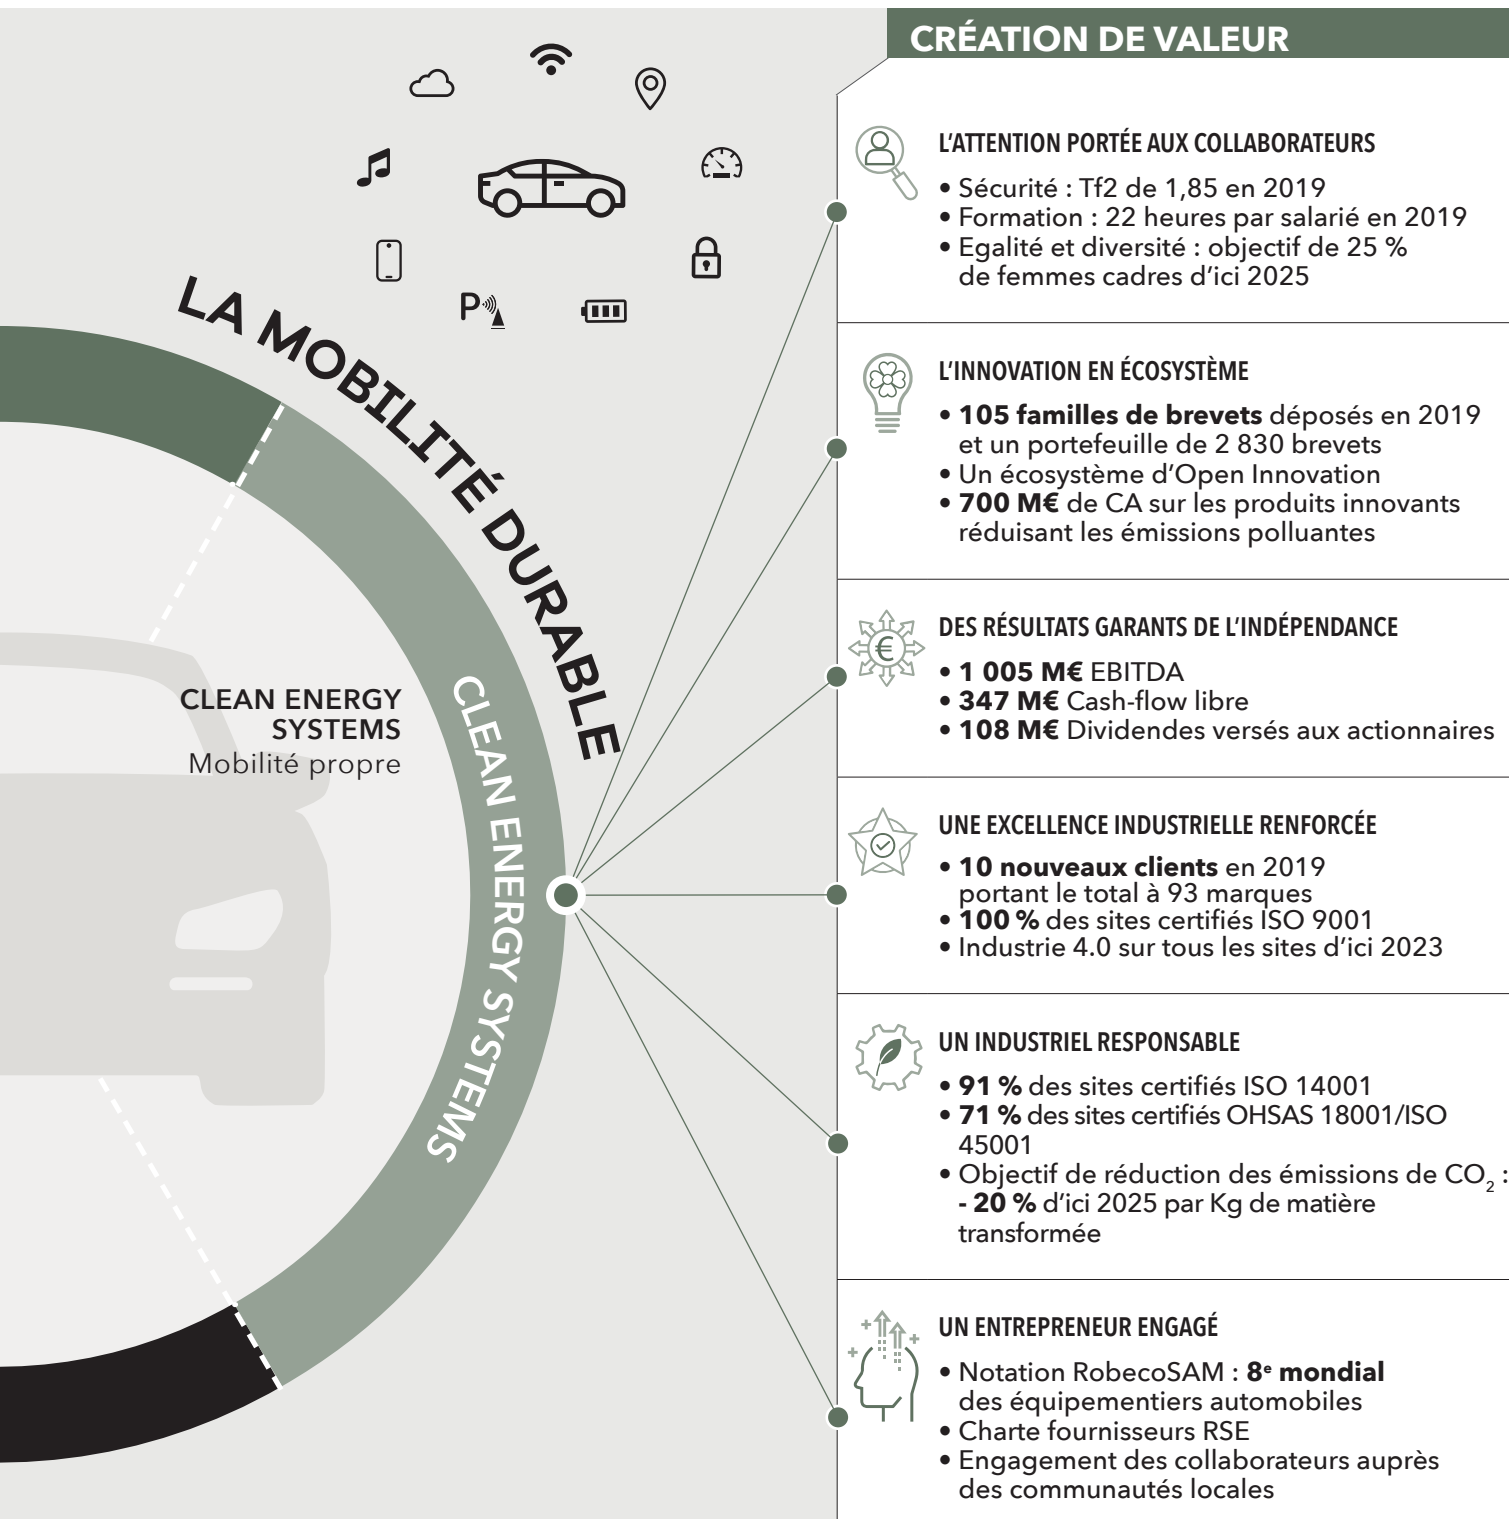 CRÉATION DE VALEUR
LA MOBILITÉ DURABLE
P
CLEAN ENERGY
SYSTEMS
Mobilité propre
CLEAN ENERGY SYSTEMS
L’ATTENTION PORTÉE AUX COLLABORATEURS
• Sécurité : Tf2 de 1,85 en 2019
• Formation : 22 heures par salarié en 2019
• Egalité et diversité : objectif de 25 %
de femmes cadres d’ici 2025
L’INNOVATION EN ÉCOSYSTÈME
• 105 familles de brevets déposés en 2019
et un portefeuille de 2 830 brevets
• Un écosystème d’Open Innovation
• 700 M€ de CA sur les produits innovants
réduisant les émissions polluantes
DES RÉSULTATS GARANTS DE L’INDÉPENDANCE
€
• 1 005 M€ EBITDA
• 347 M€ Cash-flow libre
• 108 M€ Dividendes versés aux actionnaires
UNE EXCELLENCE INDUSTRIELLE RENFORCÉE
• 10 nouveaux clients en 2019
portant le total à 93 marques
• 100 % des sites certifiés ISO 9001
• Industrie 4.0 sur tous les sites d’ici 2023
UN INDUSTRIEL RESPONSABLE
• 91 % des sites certifiés ISO 14001
• 71 % des sites certifiés OHSAS 18001/ISO
45001
• Objectif de réduction des émissions de CO₂ :
- 20 % d’ici 2025 par Kg de matière
transformée
UN ENTREPRENEUR ENGAGÉ
• Notation RobecoSAM : 8ᵉ mondial
des équipementiers automobiles
• Charte fournisseurs RSE
• Engagement des collaborateurs auprès
des communautés locales